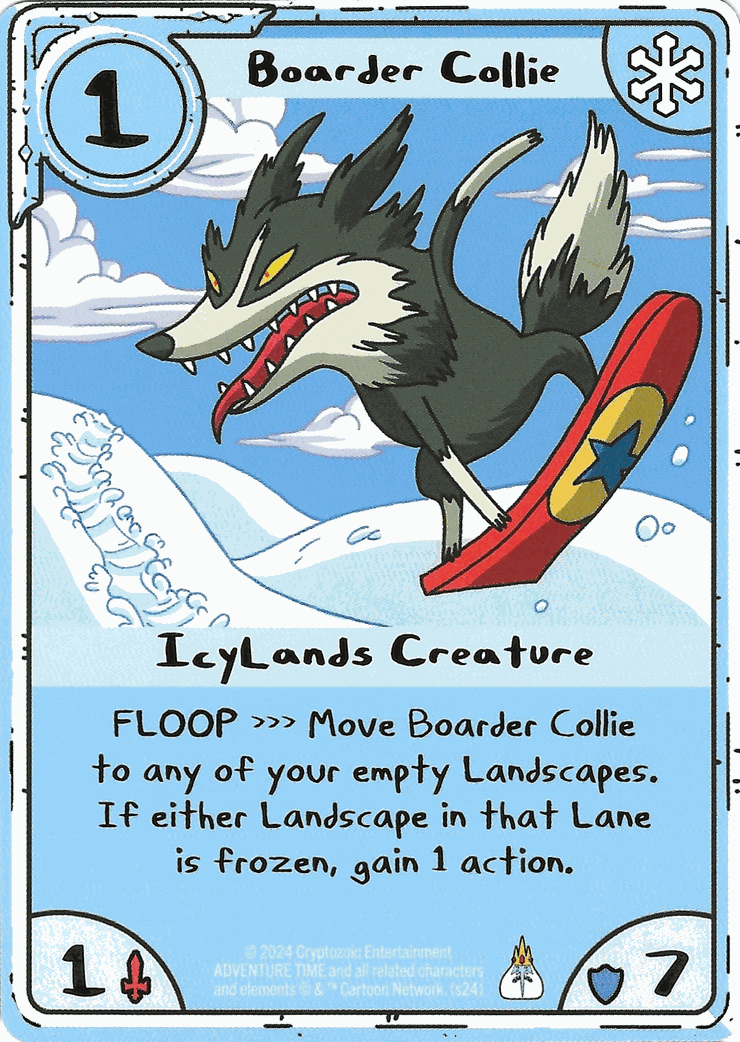 1
Boarder Collie
IcyLands Creature
FLOOP >>> Move Boarder Collie
to any of your empty Landscapes.
If either Landscape in that Lane
is frozen, gain 1 action.
1
© 2024 Cryptozoic Entertainment
ADVENTURE TIME and all related characters
and elements © & ™ Cartoon Network. (s24)
7